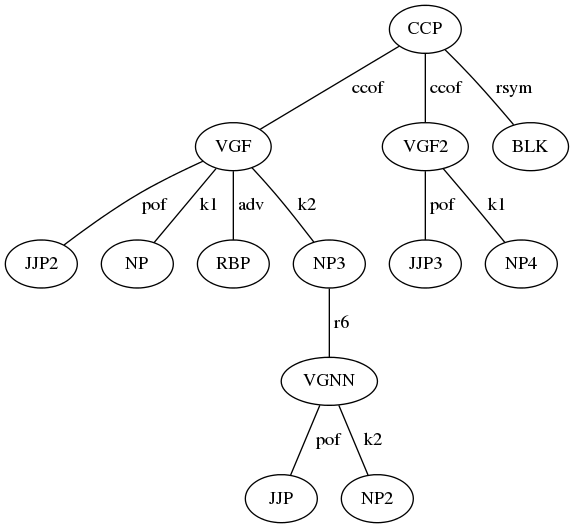 CCP
ccof ccof rsym
VGF VGF2 BLK
pof k1 adv k2 pof k1
JJP2 NP RBP NP3 JJP3 NP4
r6
VGNN
pof k2
JJP NP2